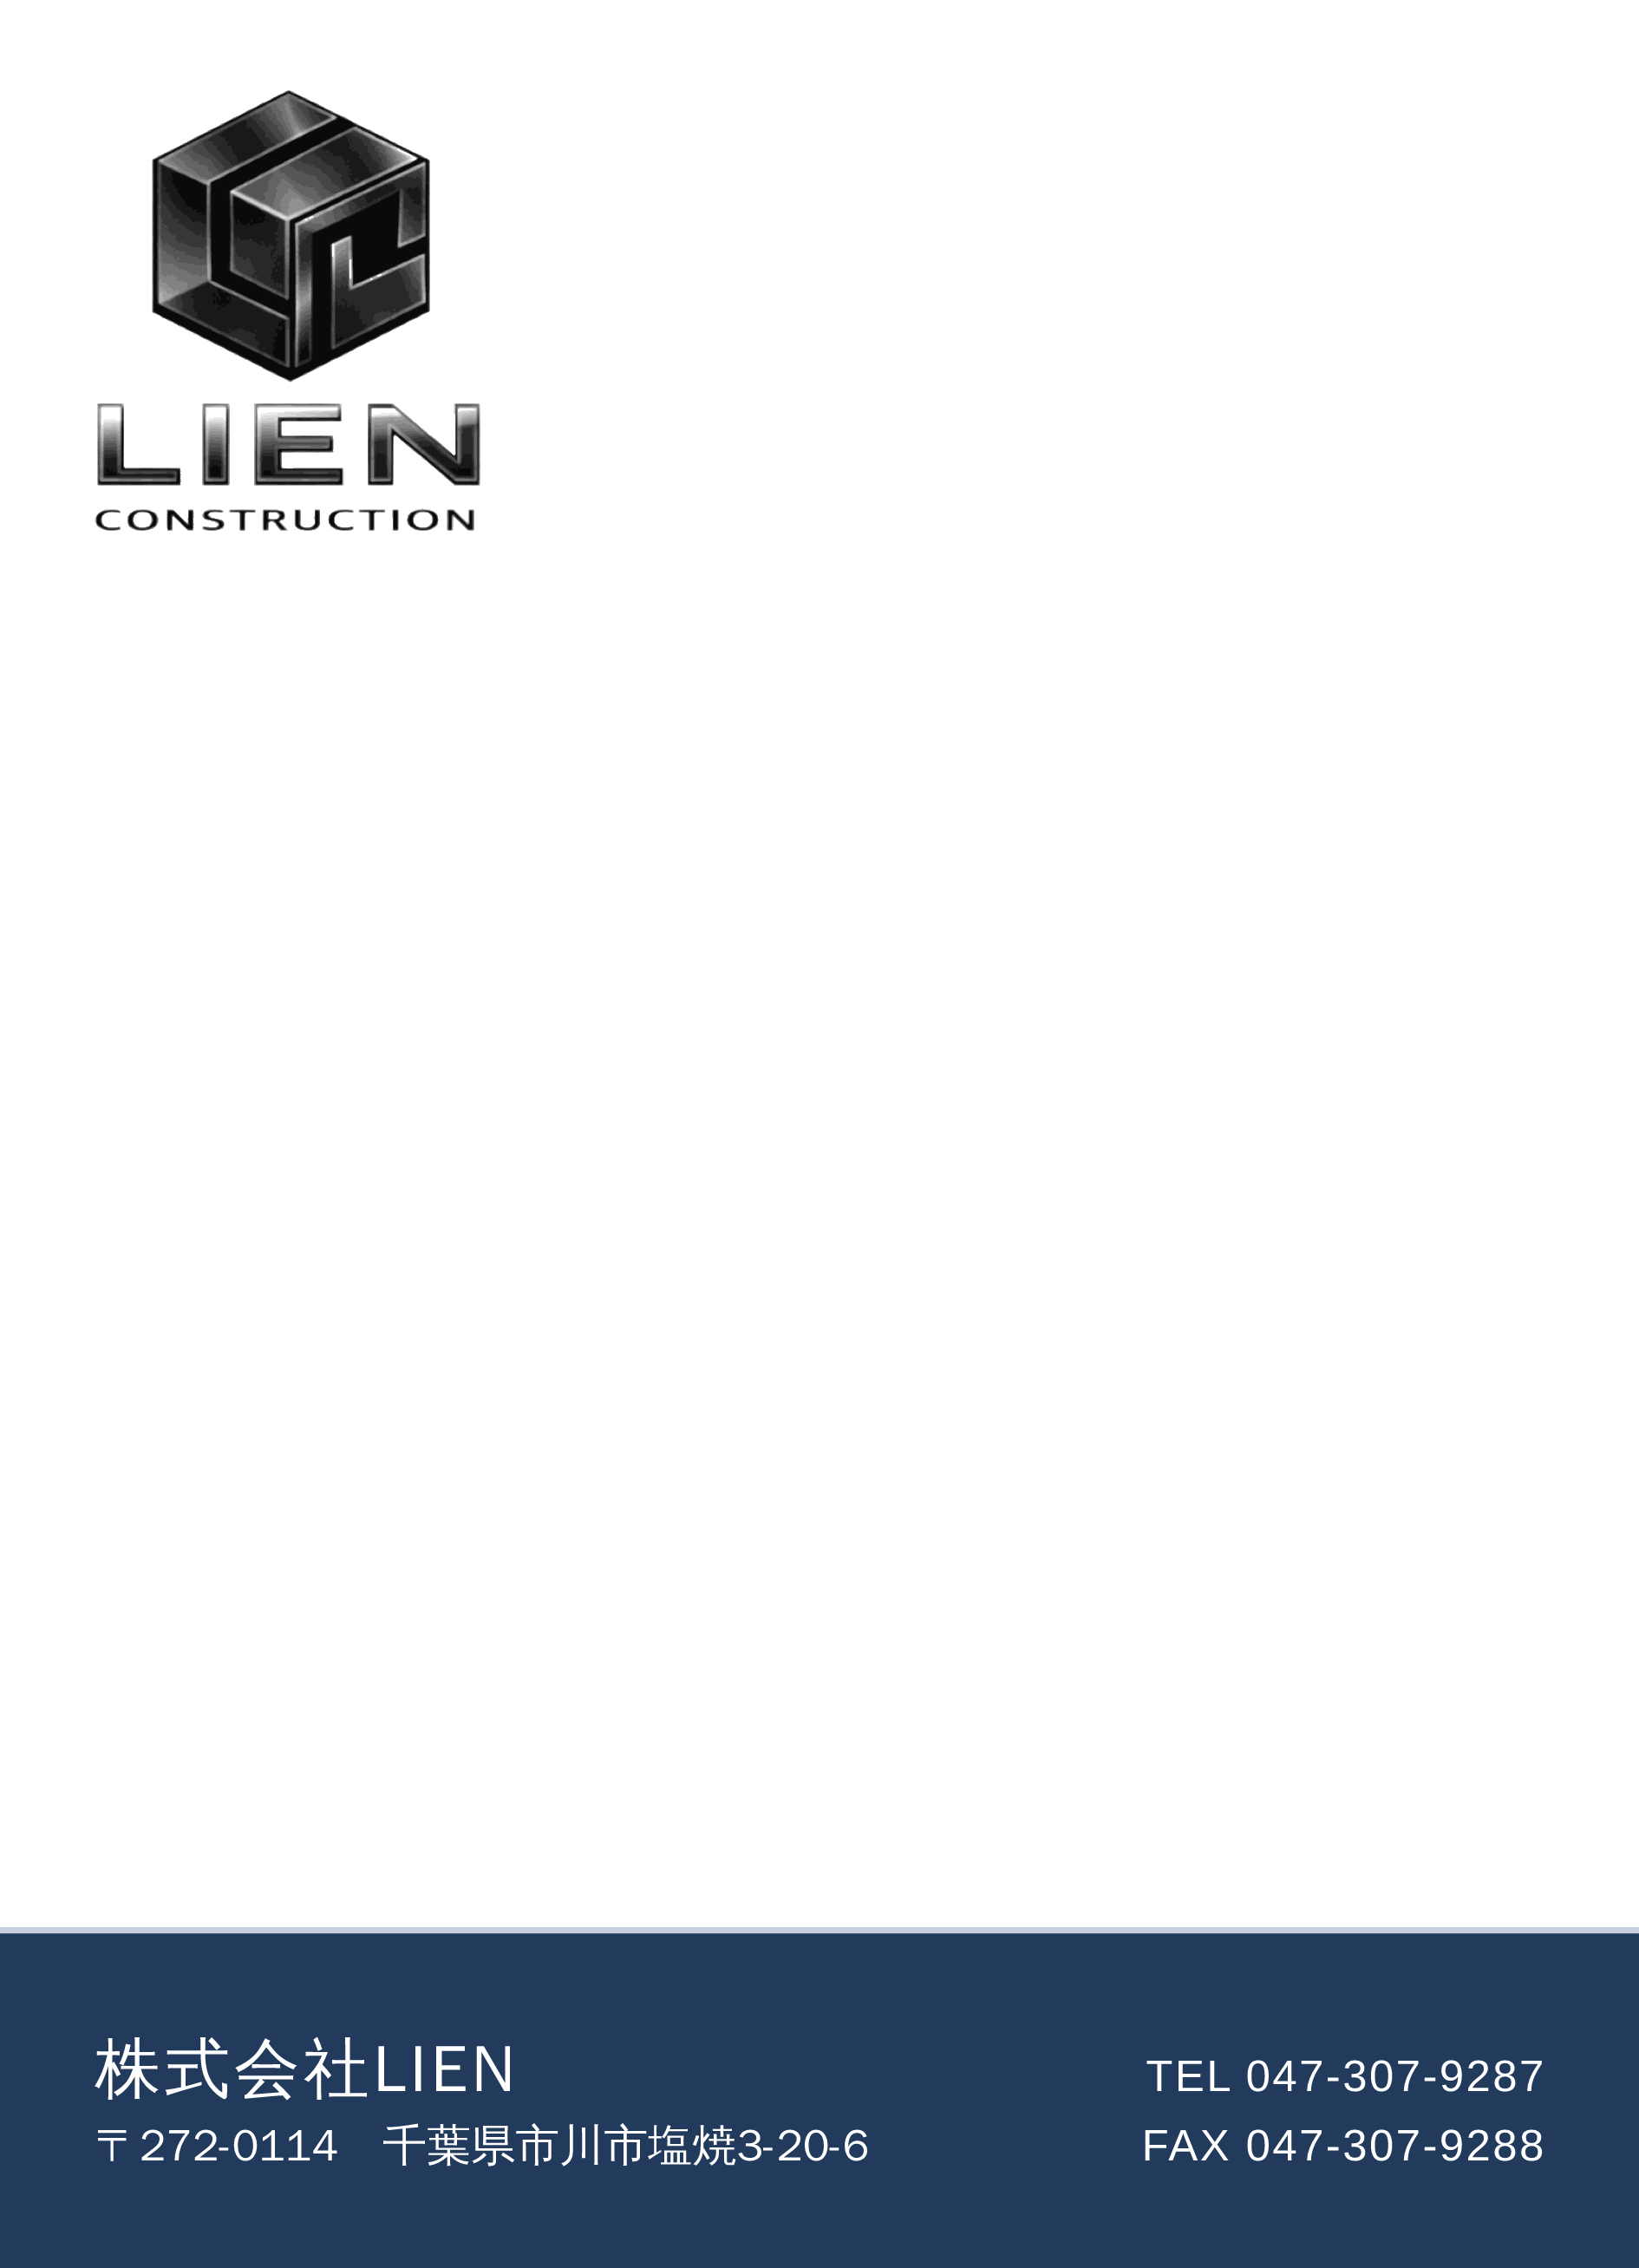 LIEN
CONSTRUCTION
株式会社LIEN
〒272-0114　千葉県市川市塩焼3-20-6
TEL 047-307-9287
FAX 047-307-9288